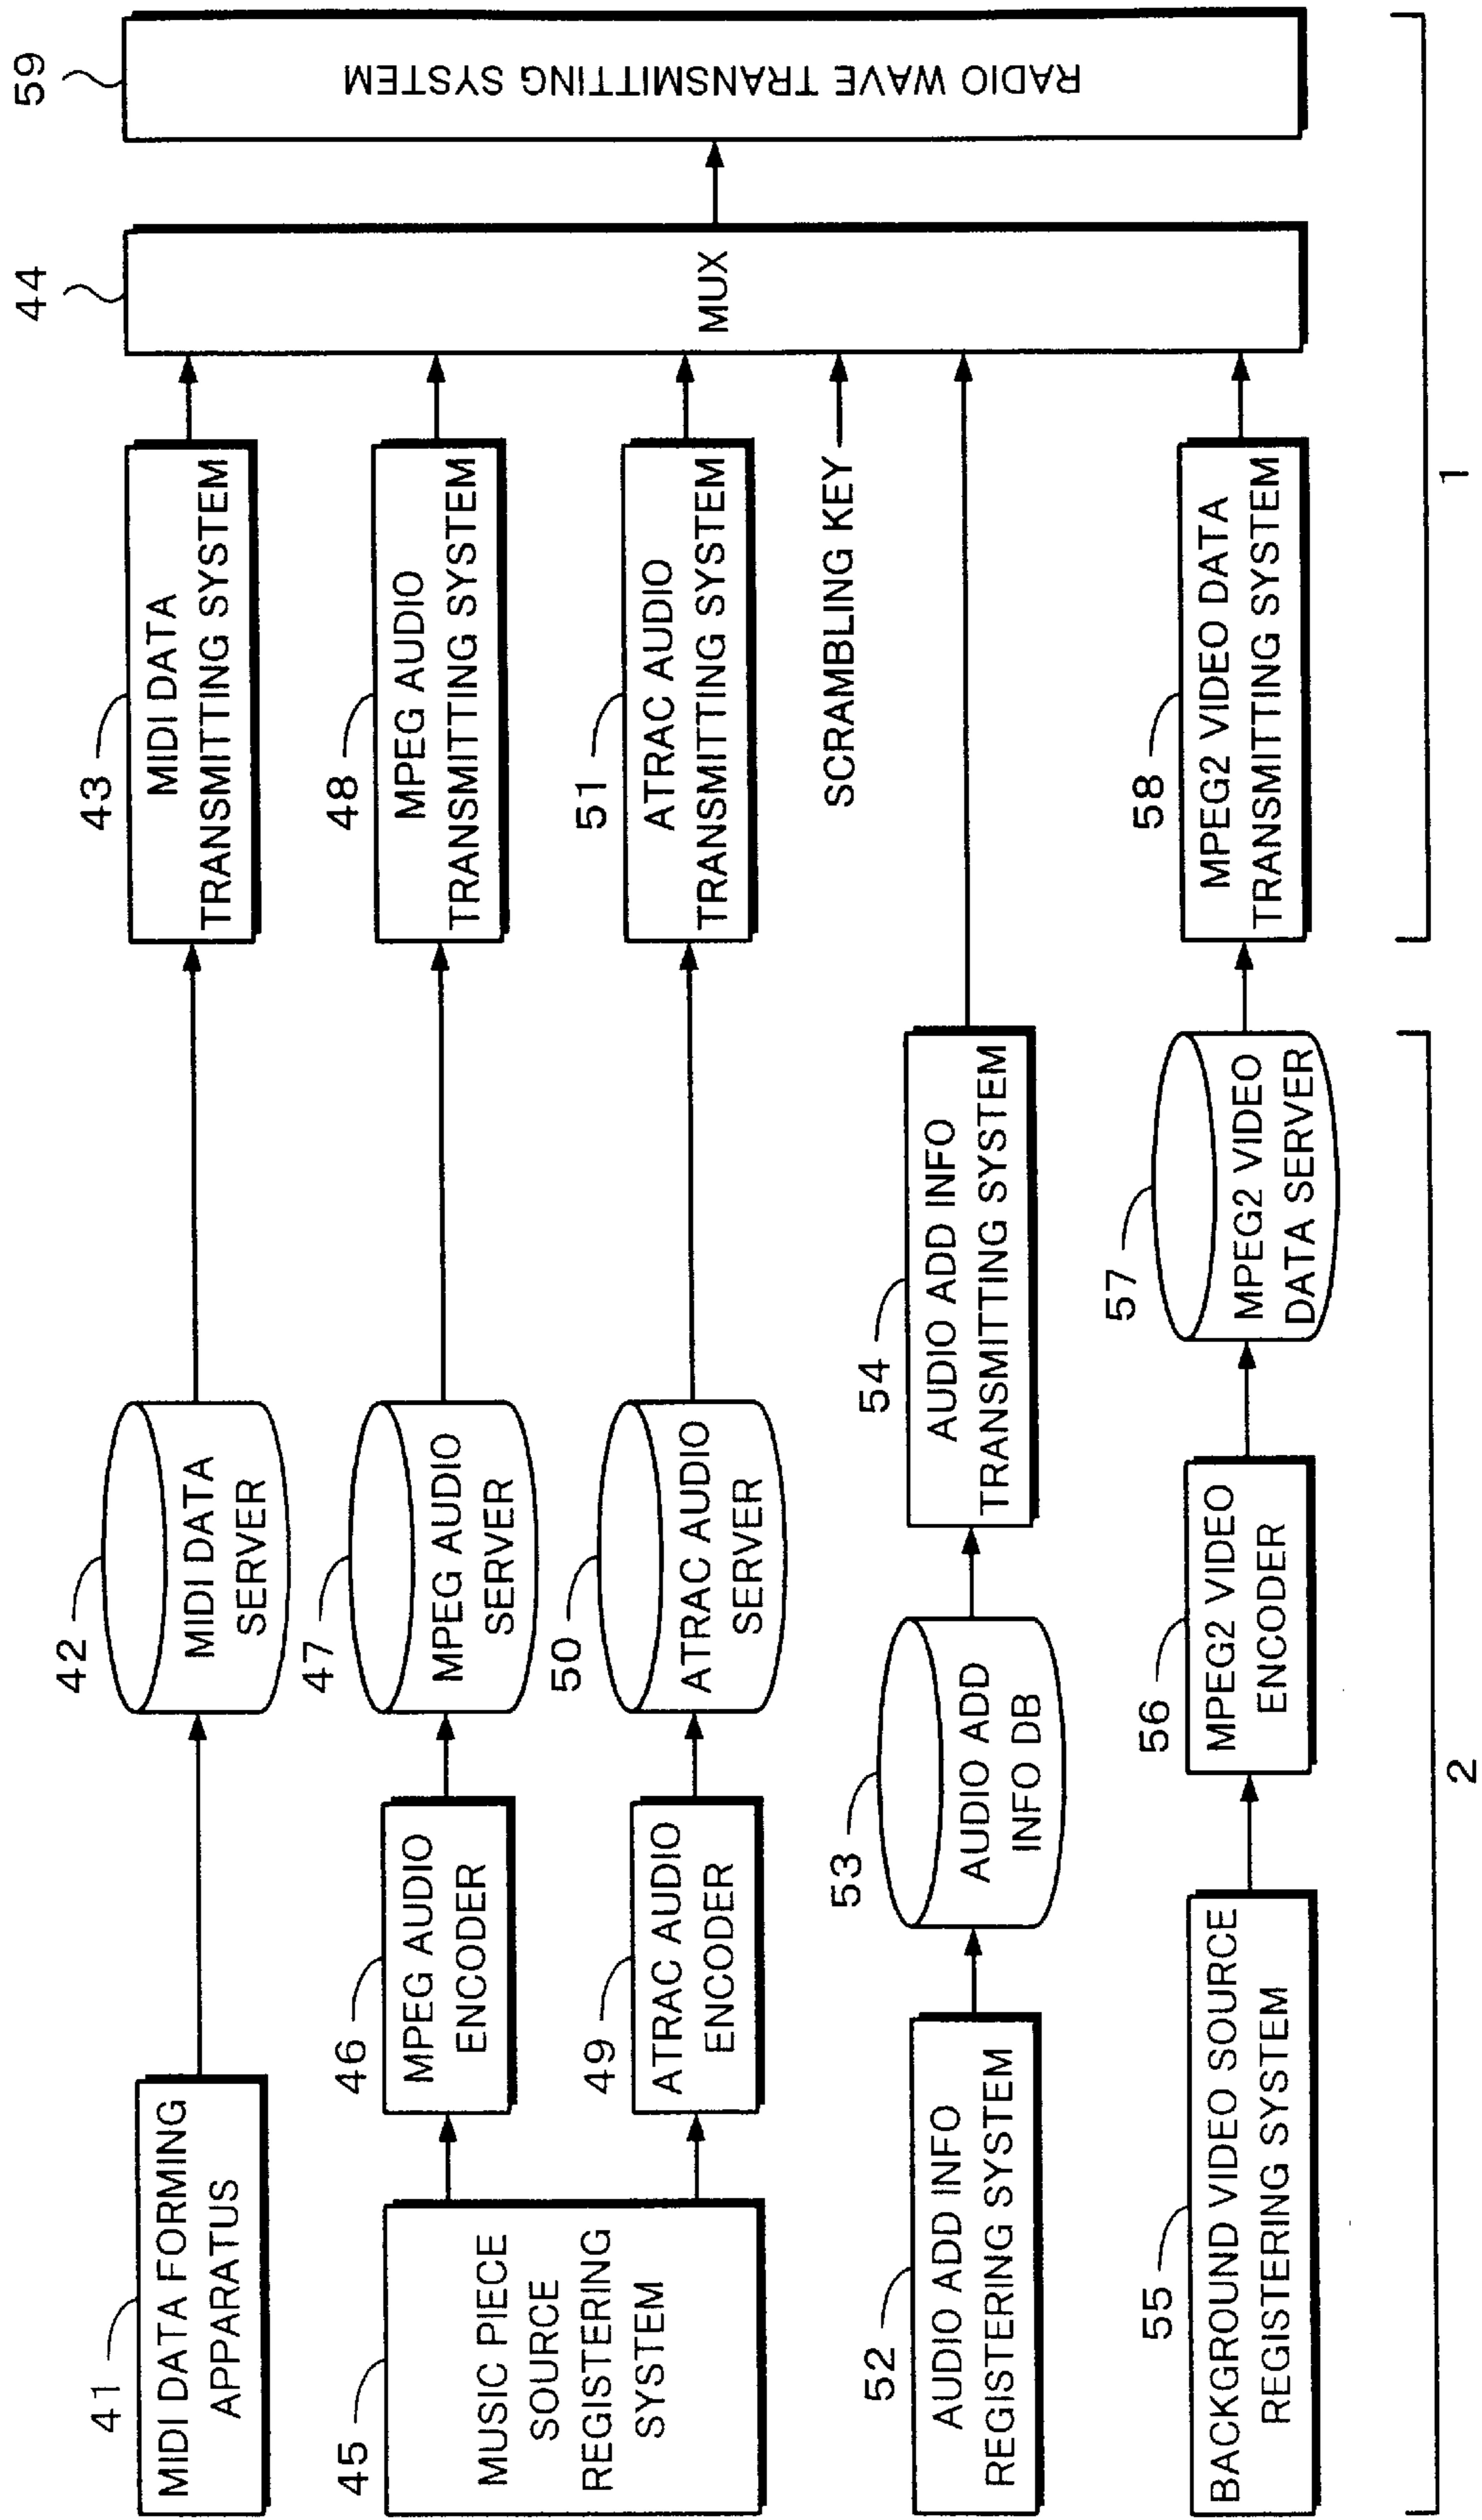 41
MIDI DATA FORMING
APPARATUS
42
MIDI DATA
SERVER
43
MIDI DATA
TRANSMITTING SYSTEM
44
MUX
59
RADIO WAVE TRANSMITTING SYSTEM
45
MUSIC PIECE
SOURCE
REGISTERING
SYSTEM
46
MPEG AUDIO
ENCODER
47
MPEG AUDIO
SERVER
48
MPEG AUDIO
TRANSMITTING SYSTEM
49
ATRAC AUDIO
ENCODER
50
ATRAC AUDIO
SERVER
51
ATRAC AUDIO
TRANSMITTING SYSTEM
SCRAMBLING KEY
52
AUDIO ADD INFO
REGISTERING SYSTEM
53
AUDIO ADD
INFO DB
54
AUDIO ADD INFO
TRANSMITTING SYSTEM
55
BACKGROUND VIDEO SOURCE
REGISTERING SYSTEM
56
MPEG2 VIDEO
ENCODER
57
MPEG2 VIDEO
DATA SERVER
58
MPEG2 VIDEO DATA
TRANSMITTING SYSTEM
2
1